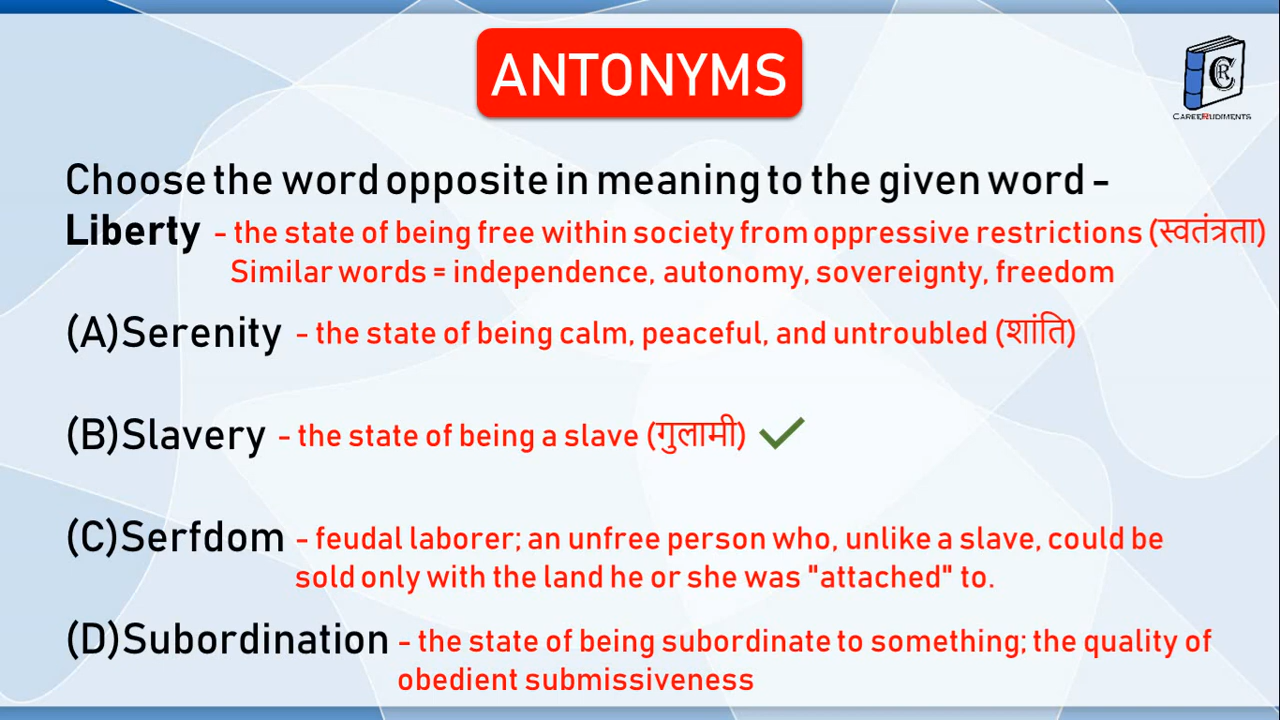 ANTONYMS
CR
CAREERUDIMENTS
Choose the word opposite in meaning to the given word -
Liberty - the state of being free within society from oppressive restrictions (स्वतंत्रता)
Similar words = independence, autonomy, sovereignty, freedom
(A)Serenity - the state of being calm, peaceful, and untroubled (शांति)
(B)Slavery - the state of being a slave (गुलामी)
(C)Serfdom - feudal laborer; an unfree person who, unlike a slave, could be
sold only with the land he or she was "attached" to.
(D)Subordination - the state of being subordinate to something; the quality of
obedient submissiveness